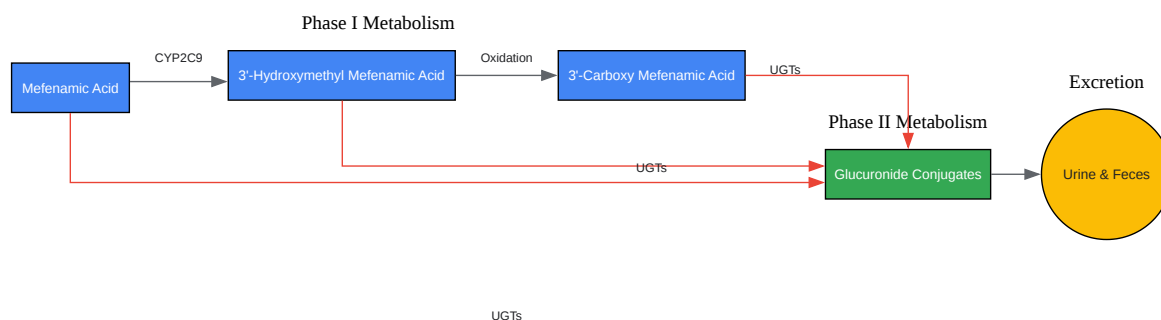 Phase I Metabolism
CYP2C9
Oxidation
Mefenamic Acid
3'-Hydroxymethyl Mefenamic Acid
3'-Carboxy Mefenamic Acid
UGTs
Excretion
Phase II Metabolism
UGTs
Glucuronide Conjugates
Urine & Feces
UGTs